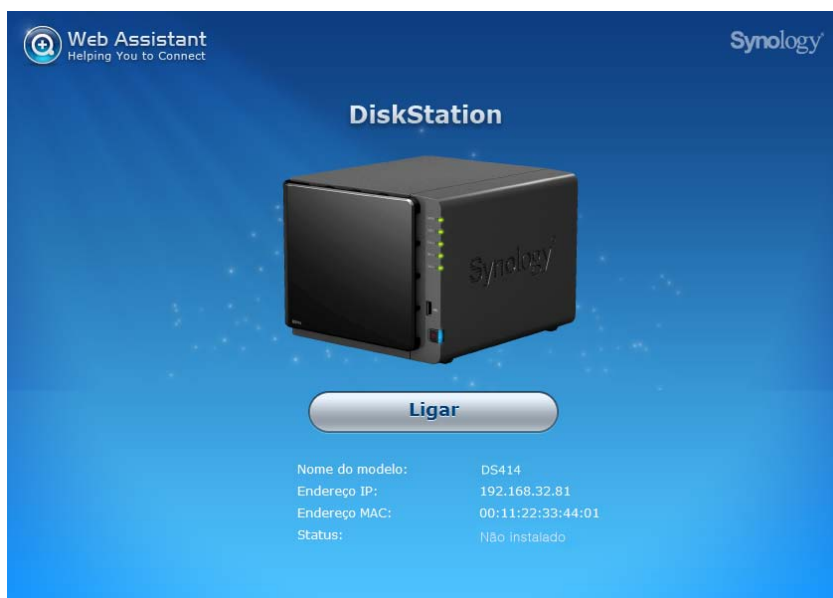 Web Assistant
Helping You to Connect
Synology
DiskStation
Synology
Ligar
Nome do modelo: DS414
Endereço IP: 192.168.32.81
Endereço MAC: 00:11:22:33:44:01
Status: Não instalado